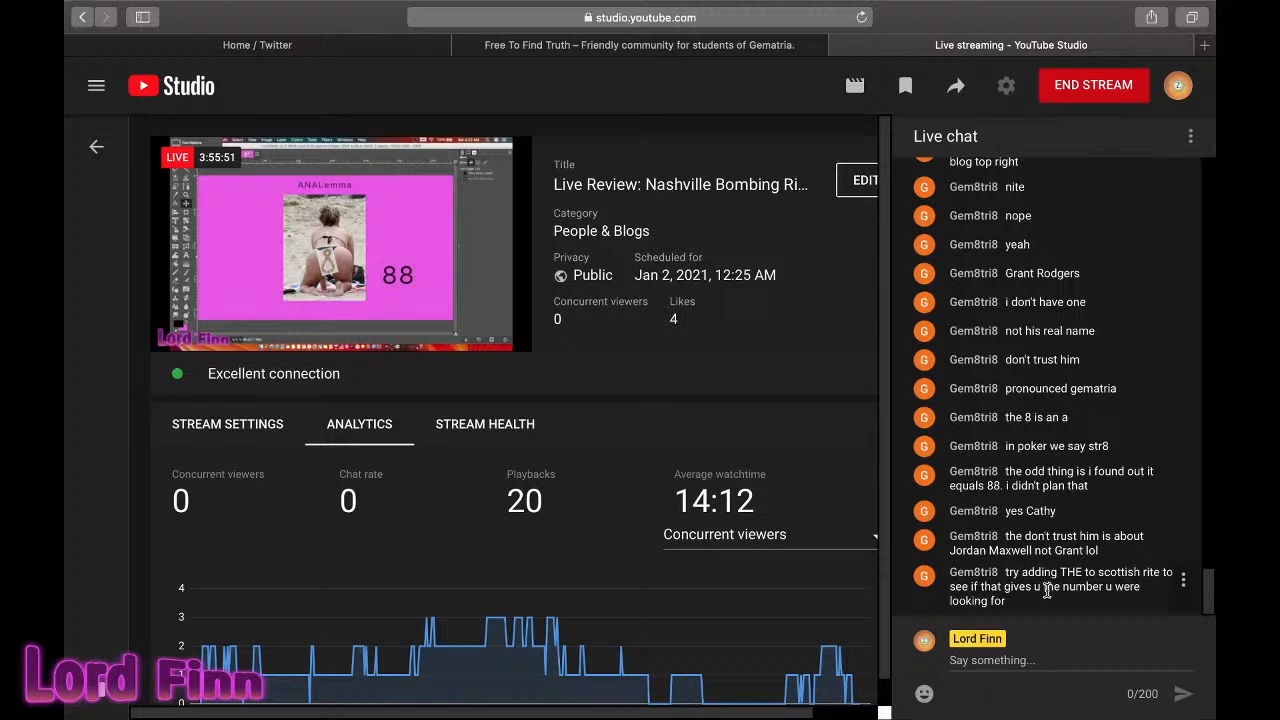 studio.youtube.com
Home / Twitter
Free To Find Truth – Friendly community for students of Gematria.
Live streaming - YouTube Studio
Studio
END STREAM
LIVE 3:55:51
ANALemma
8
88
Lord Finn
Title
Live Review: Nashville Bombing Ri...
EDIT
Category
People & Blogs
Privacy
Scheduled for
Public
Jan 2, 2021, 12:25 AM
Concurrent viewers
Likes
0
4
Excellent connection
STREAM SETTINGS
ANALYTICS
STREAM HEALTH
Concurrent viewers
Chat rate
Playbacks
Average watchtime
0
0
20
14:12
Concurrent viewers
4
3
2
1
0
Live chat
blog top right
G Gem8tri8 nite
G Gem8tri8 nope
G Gem8tri8 yeah
G Gem8tri8 Grant Rodgers
G Gem8tri8 i don't have one
G Gem8tri8 not his real name
G Gem8tri8 don't trust him
G Gem8tri8 pronounced gematria
G Gem8tri8 the 8 is an a
G Gem8tri8 in poker we say str8
G Gem8tri8 the odd thing is i found out it
equals 88. i didn't plan that
G Gem8tri8 yes Cathy
G Gem8tri8 the don't trust him is about
Jordan Maxwell not Grant lol
G Gem8tri8 try adding THE to scottish rite to
see if that gives u the number u were
looking for
Lord Finn
Say something...
0/200
Lord Finn